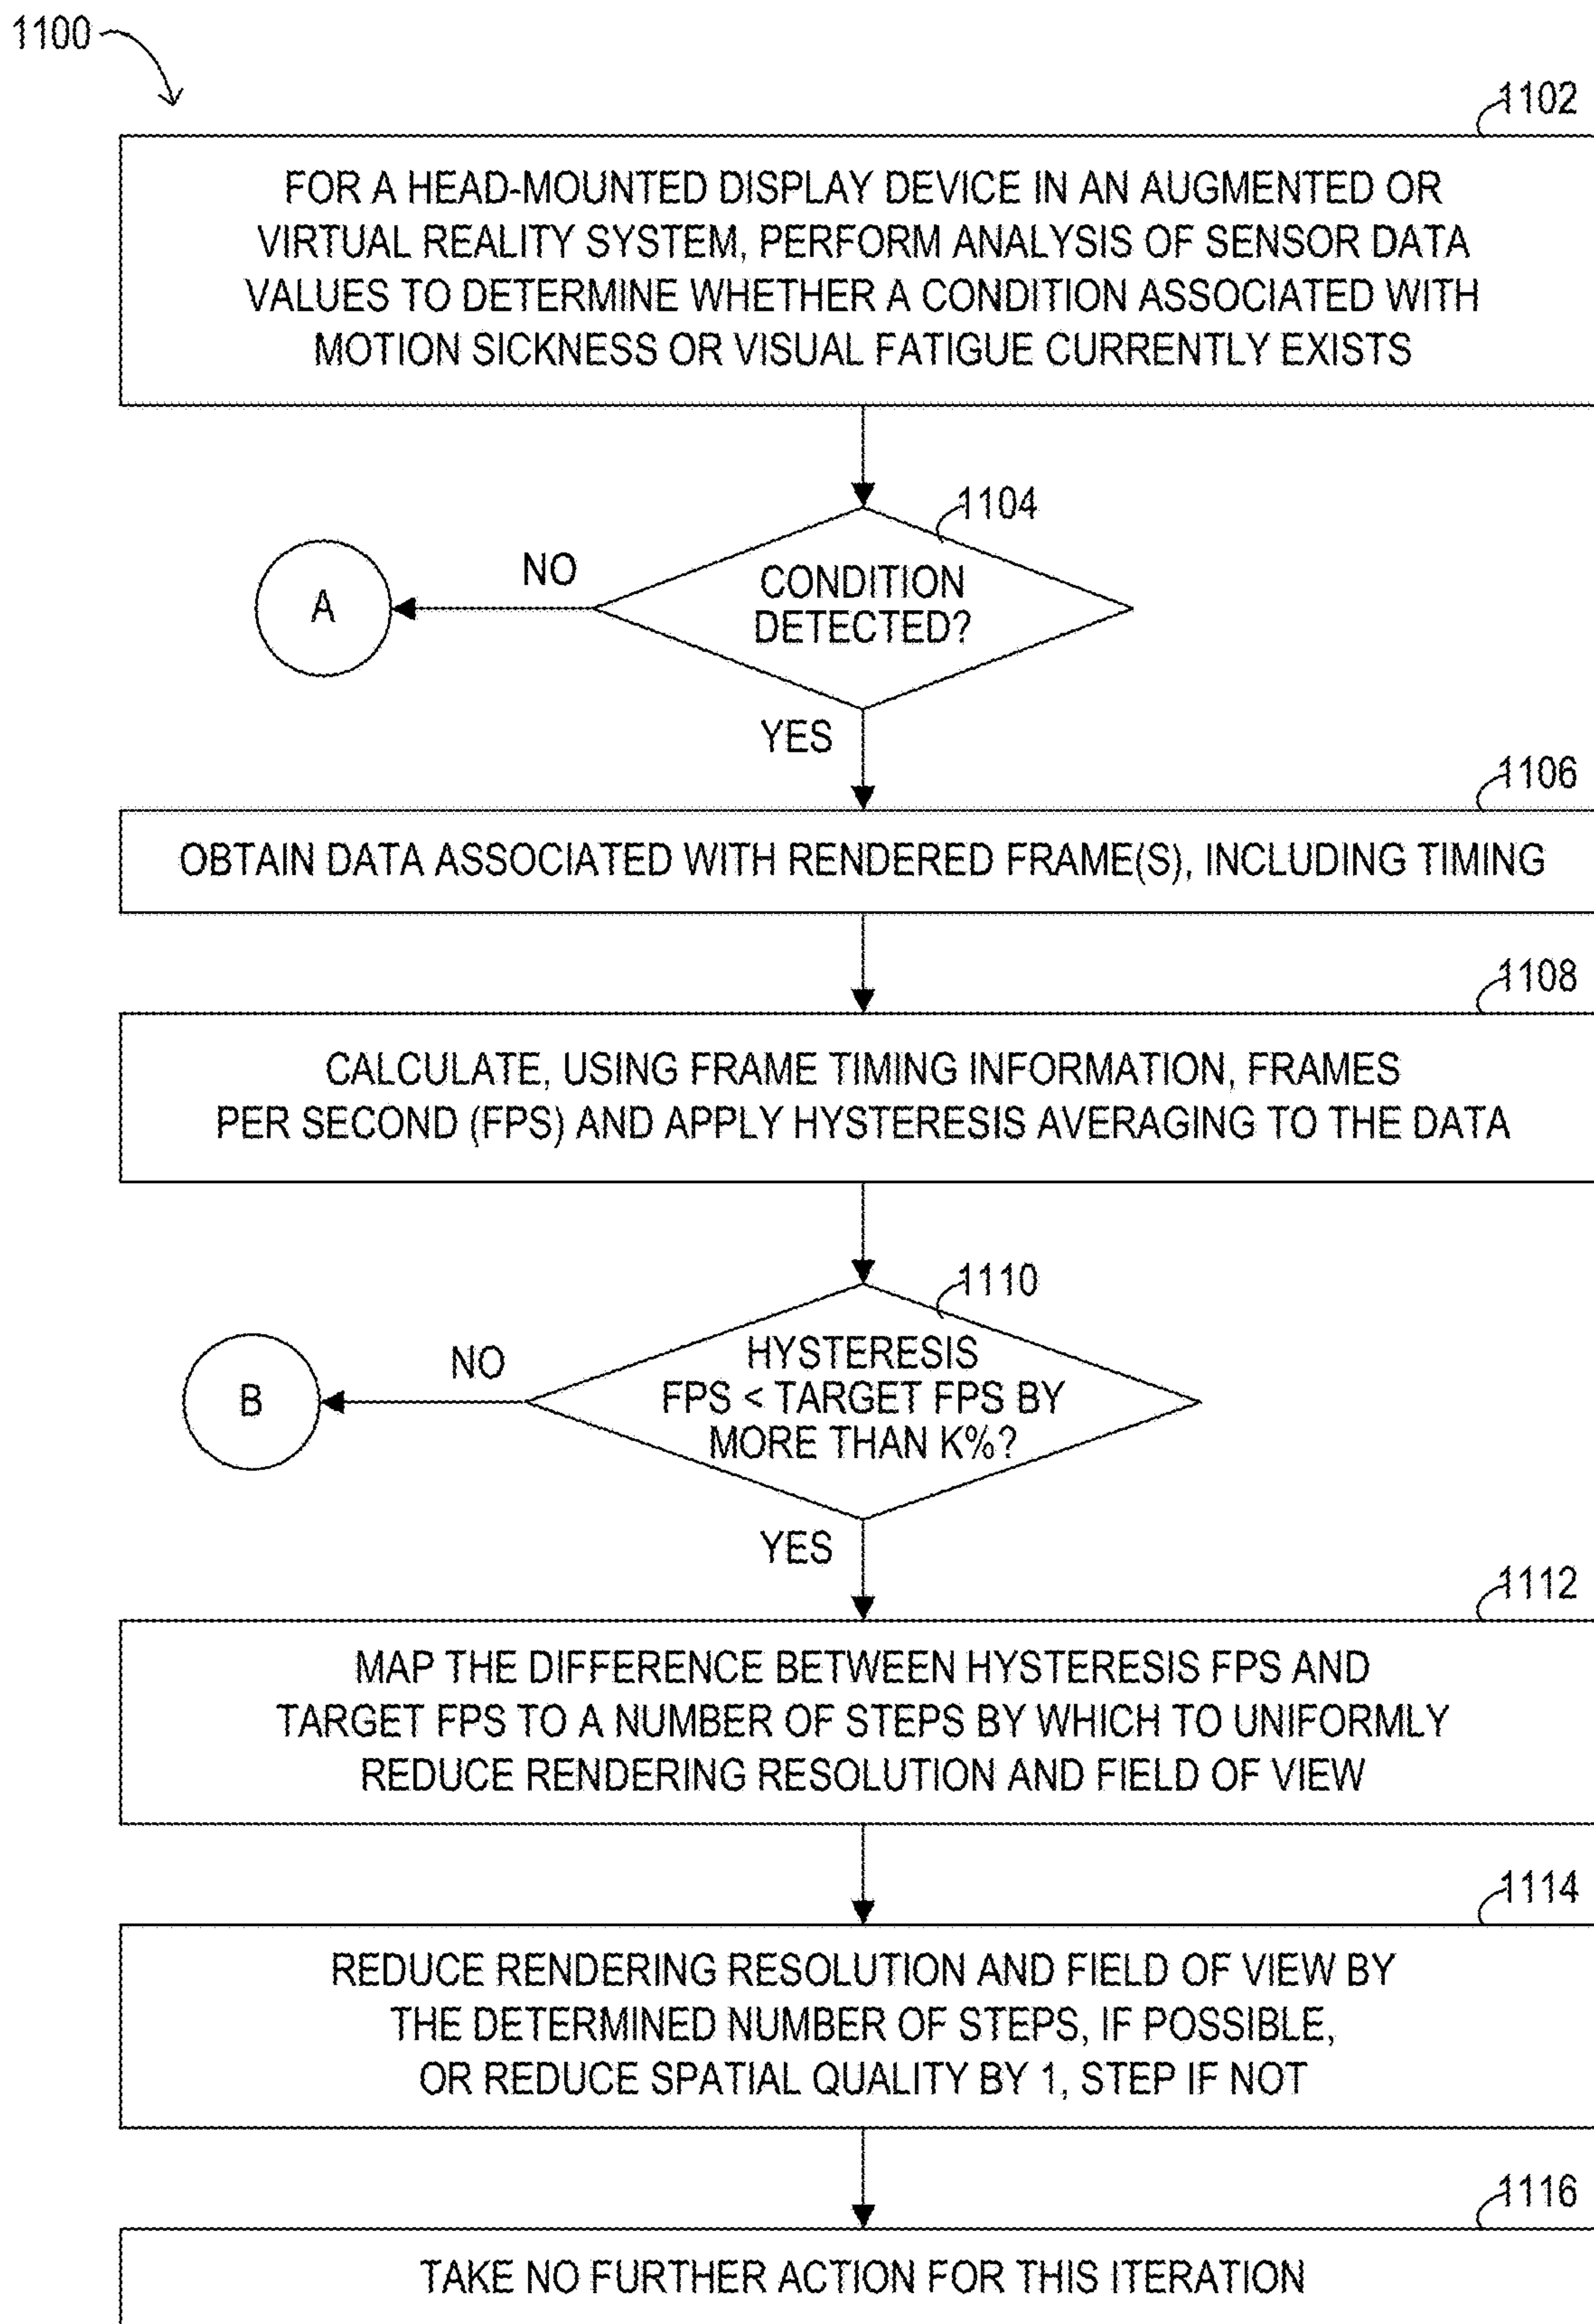 1100
1102
FOR A HEAD-MOUNTED DISPLAY DEVICE IN AN AUGMENTED OR
VIRTUAL REALITY SYSTEM, PERFORM ANALYSIS OF SENSOR DATA
VALUES TO DETERMINE WHETHER A CONDITION ASSOCIATED WITH
MOTION SICKNESS OR VISUAL FATIGUE CURRENTLY EXISTS
1104
CONDITION
DETECTED?
NO
A
YES
1106
OBTAIN DATA ASSOCIATED WITH RENDERED FRAME(S), INCLUDING TIMING
1108
CALCULATE, USING FRAME TIMING INFORMATION, FRAMES
PER SECOND (FPS) AND APPLY HYSTERESIS AVERAGING TO THE DATA
1110
HYSTERESIS
FPS < TARGET FPS BY
MORE THAN K%?
NO
B
YES
1112
MAP THE DIFFERENCE BETWEEN HYSTERESIS FPS AND
TARGET FPS TO A NUMBER OF STEPS BY WHICH TO UNIFORMLY
REDUCE RENDERING RESOLUTION AND FIELD OF VIEW
1114
REDUCE RENDERING RESOLUTION AND FIELD OF VIEW BY
THE DETERMINED NUMBER OF STEPS, IF POSSIBLE,
OR REDUCE SPATIAL QUALITY BY 1, STEP IF NOT
1116
TAKE NO FURTHER ACTION FOR THIS ITERATION